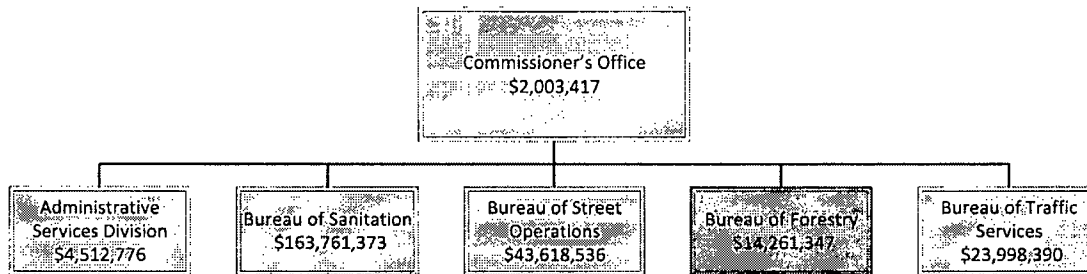 Commissioner's Office
$2,003,417
Administrative
Services Division
$4,512,776
Bureau of Sanitation
$163,761,373
Bureau of Street
Operations
$43,618,536
Bureau of Forestry
$14,261,347
Bureau of Traffic
Services
$23,998,390